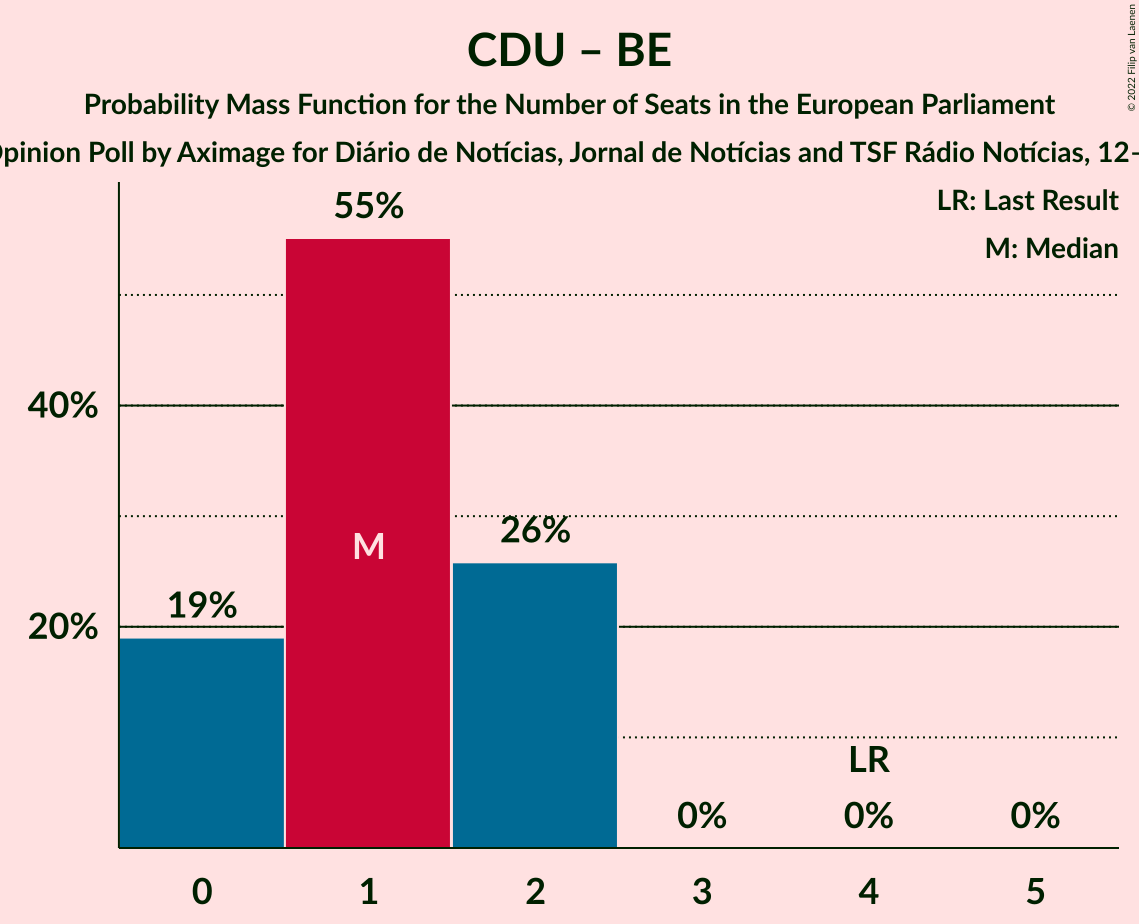 CDU – BE
Probability Mass Function for the Number of Seats in the European Parliament
pinion Poll by Aximage for Diário de Notícias, Jornal de Notícias and TSF Rádio Notícias, 12–
© 2022 Filip van Laenen
LR: Last Result
M: Median
55%
40%
M
26%
19%
20%
LR
0% 0% 0%
0 1 2 3 4 5